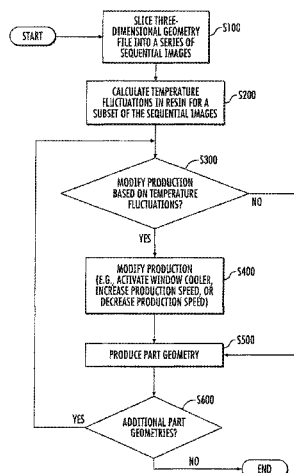 START
SLICE THREE-
DIMENSIONAL GEOMETRY
FILE INTO A SERIES OF
SEQUENTIAL IMAGES
S100
CALCULATE TEMPERATURE
FLUCTUATIONS IN RESIN FOR A
SUBSET OF THE SEQUENTIAL IMAGES
S200
S300
MODIFY PRODUCTION
BASED ON TEMPERATURE
FLUCTUATIONS?
NO
YES
MODIFY PRODUCTION
(E.G., ACTIVATE WINDOW COOLER,
INCREASE PRODUCTION SPEED, OR
DECREASE PRODUCTION SPEED)
S400
S500
PRODUCE PART GEOMETRY
S600
ADDITIONAL PART
GEOMETRIES?
YES
NO
END